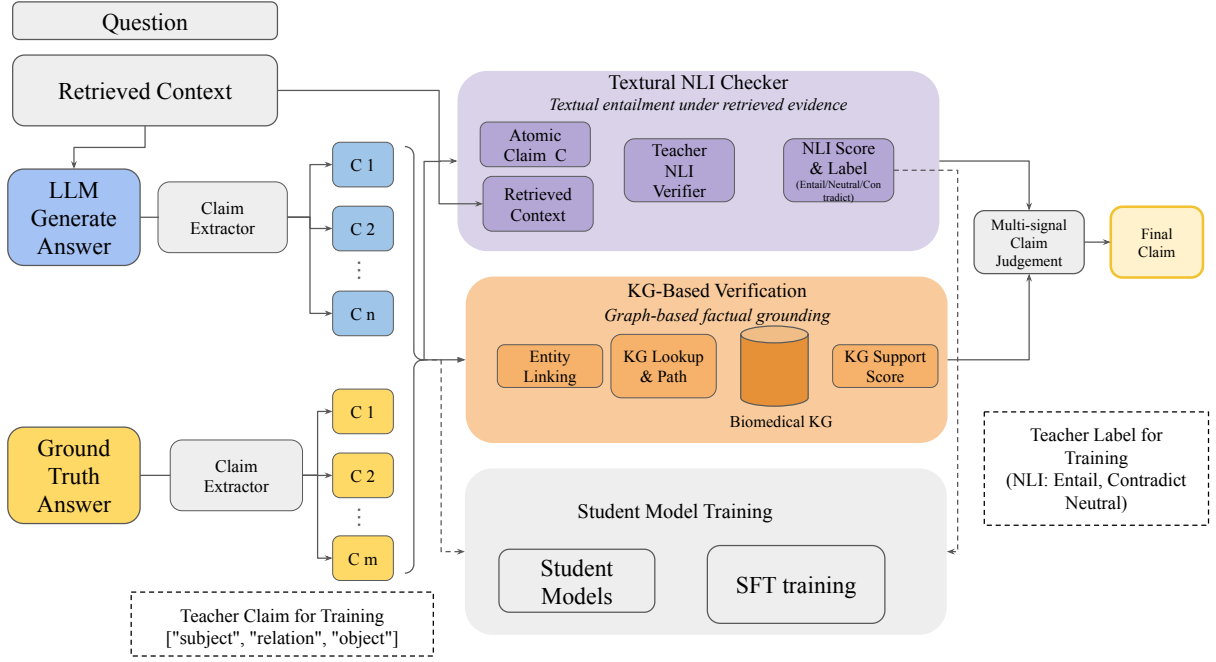 Question
Retrieved Context
LLM
Generate
Answer
Claim
Extractor
C 1
C 2
⋮
C n
Ground
Truth
Answer
Claim
Extractor
C 1
C 2
⋮
C m
Teacher Claim for Training
["subject", "relation", "object"]
Textural NLI Checker
Textual entailment under retrieved evidence
Atomic
Claim C
Retrieved
Context
Teacher
NLI
Verifier
NLI Score
& Label
(Entail/Neutral/Con
tradict)
KG-Based Verification
Graph-based factual grounding
Entity
Linking
KG Lookup
& Path
Biomedical KG
KG Support
Score
Student Model Training
Student
Models
SFT training
Multi-signal
Claim
Judgement
Final
Claim
Teacher Label for
Training
(NLI: Entail, Contradict
Neutral)